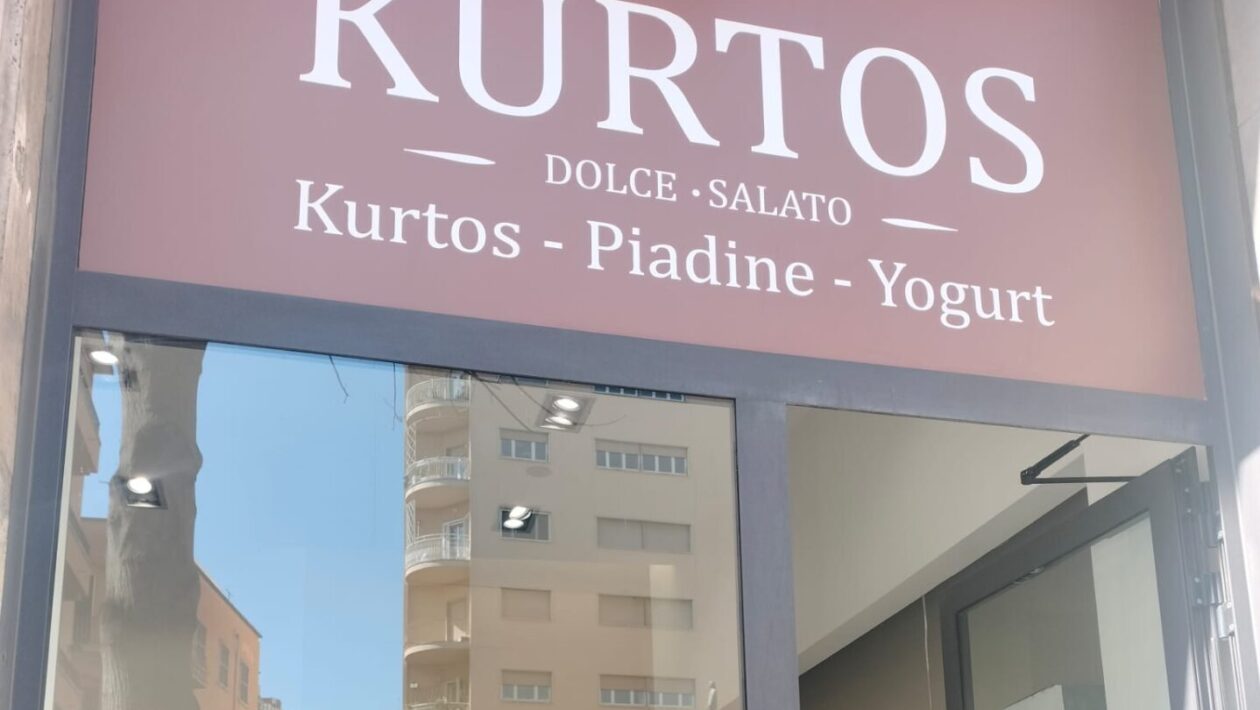 KURTOS
DOLCE · SALATO
Kurtos - Piadine - Yogurt